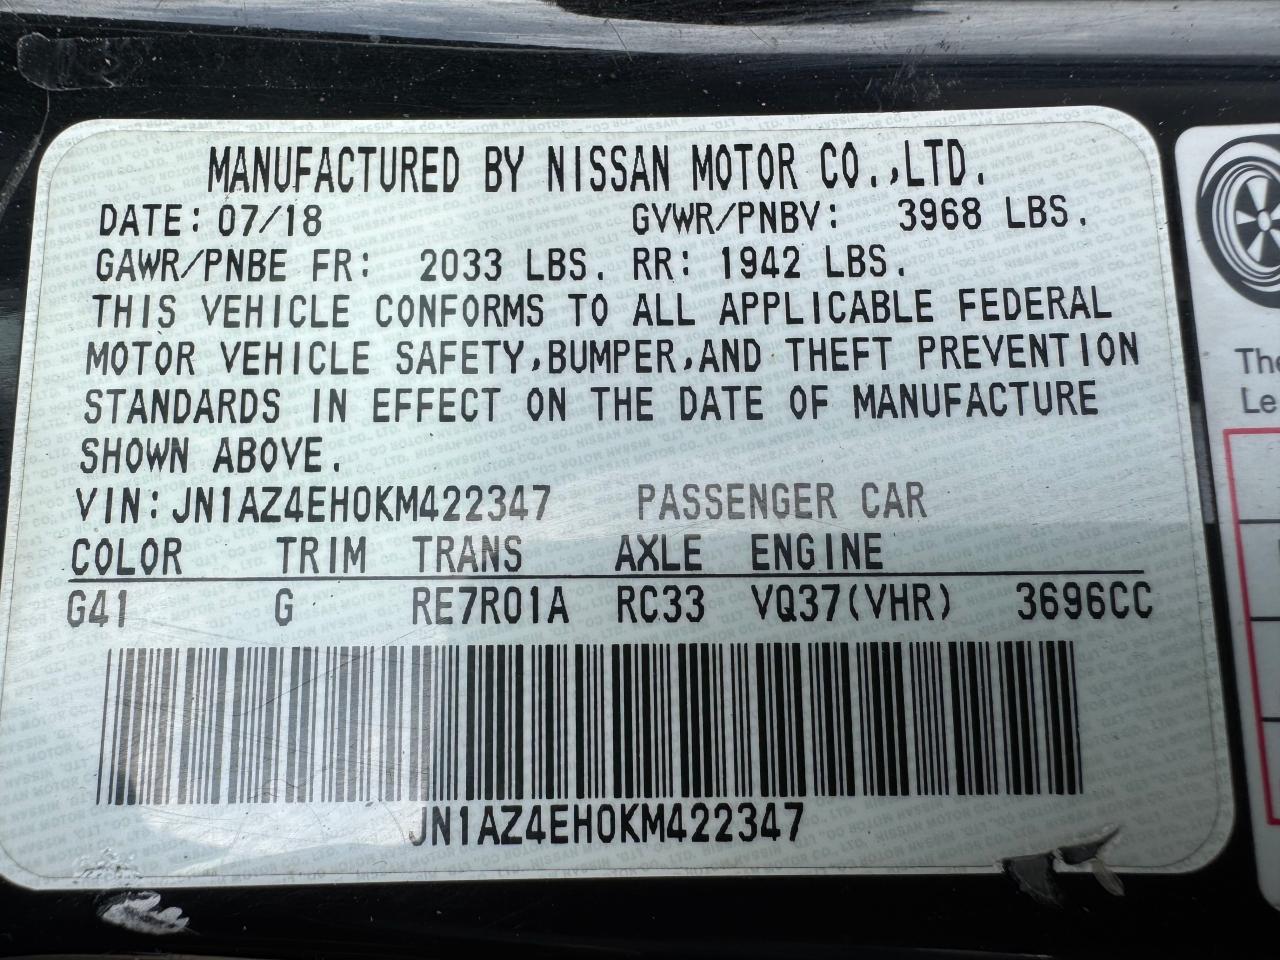 MANUFACTURED BY NISSAN MOTOR CO.,LTD.
DATE: 07/18 GVWR/PNBV: 3968 LBS.
GAWR/PNBE FR: 2033 LBS. RR: 1942 LBS.
THIS VEHICLE CONFORMS TO ALL APPLICABLE FEDERAL
MOTOR VEHICLE SAFETY,BUMPER,AND THEFT PREVENTION
STANDARDS IN EFFECT ON THE DATE OF MANUFACTURE
SHOWN ABOVE.
VIN:JN1AZ4EH0KM422347 PASSENGER CAR
COLOR TRIM TRANS AXLE ENGINE
G41 G RE7R01A RC33 VQ37(VHR) 3696CC
JN1AZ4EH0KM422347
The
Le